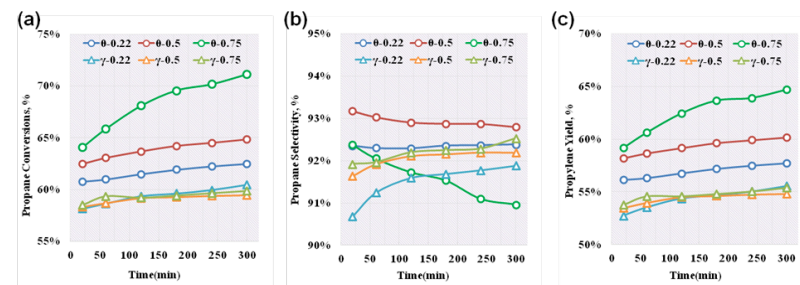 (a)
75%
70%
65%
60%
55%
Propane Conversions, %
θ-0.22 θ-0.5 θ-0.75
γ-0.22 γ-0.5 γ-0.75
0 50 100 150 200 250 300
Time(min)
(b)
95%
94%
93%
92%
91%
90%
Propane Selectivity, %
θ-0.22 θ-0.5 θ-0.75
γ-0.22 γ-0.5 γ-0.75
0 50 100 150 200 250 300
Time(min)
(c)
70%
65%
60%
55%
50%
Propylene Yield, %
θ-0.22 θ-0.5 θ-0.75
γ-0.22 γ-0.5 γ-0.75
0 50 100 150 200 250 300
Time(min)